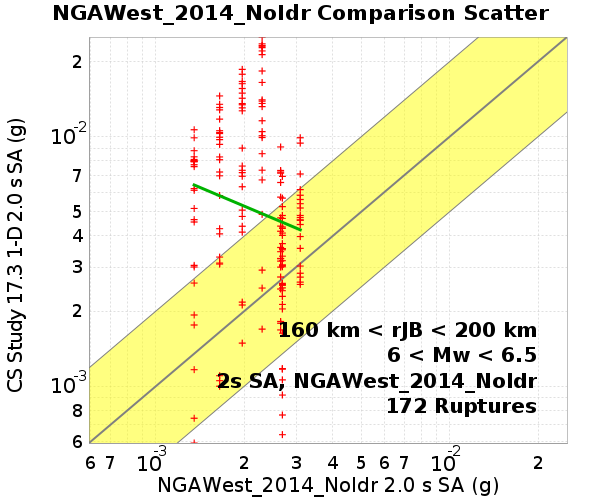 NGAWest_2014_NoIdr Comparison Scatter
CS Study 17.3 1-D 2.0 s SA (g)
2
10-2
7
5
4
3
2
10-3
8
6
160 km < rJB < 200 km
6 < Mw < 6.5
2s SA, NGAWest_2014_NoIdr
172 Ruptures
6 7 10-3 2 3 4 5 6 7 10-2 2
NGAWest_2014_NoIdr 2.0 s SA (g)